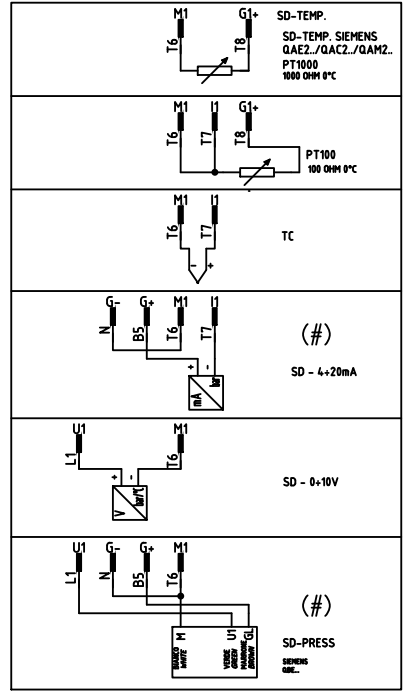 M1 G1+ SD-TEMP.
T6 T8
SD-TEMP. SIEMENS
QAE2../QAC2../QAM2..
PT1000
1000 OHM 0°C
M1 I1 G1+
T6 T7 T8
PT100
100 OHM 0°C
M1 I1
T6 T7
TC
- +
G- G+ M1 I1
N B5 T6 T7
(#)
+ -
mA bar
SD - 4÷20mA
U1 M1
L1 T6
+ -
V bar/°C
SD - 0÷10V
U1 G- G+ M1
L1 N B5 T6
(#)
M U1 GL
BIANCO VERDE MARRONE
WHITE GREEN BROWN
SD-PRESS
SIEMENS
QBE...